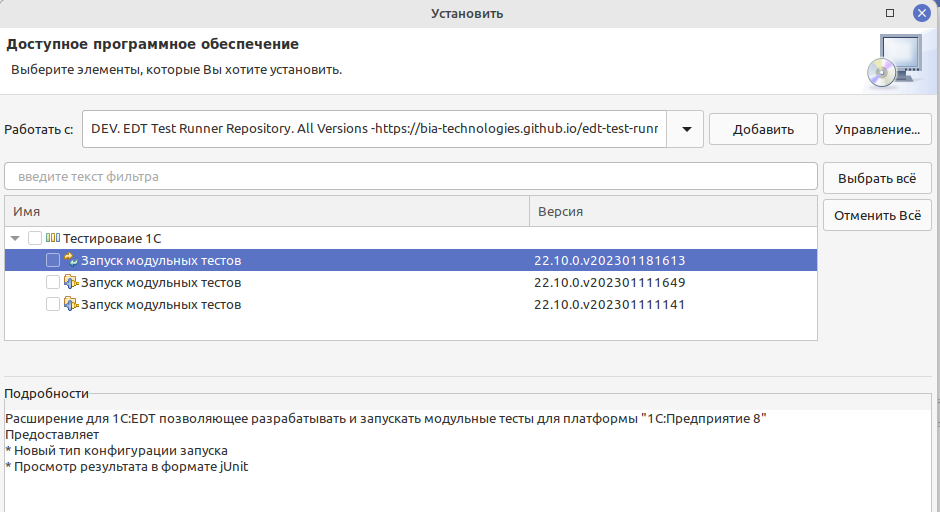 Установить
Доступное программное обеспечение
Выберите элементы, которые Вы хотите установить.
Работать с: DEV. EDT Test Runner Repository. All Versions -https://bia-technologies.github.io/edt-test-runn Добавить Управление...
введите текст фильтра Выбрать всё
Имя Версия Отменить Всё
Тестироваие 1С
Запуск модульных тестов 22.10.0.v202301181613
Запуск модульных тестов 22.10.0.v202301111649
Запуск модульных тестов 22.10.0.v202301111141
Подробности
Расширение для 1С:EDT позволяющее разрабатывать и запускать модульные тесты для платформы "1С:Предприятие 8"
Предоставляет
* Новый тип конфигурации запуска
* Просмотр результата в формате jUnit